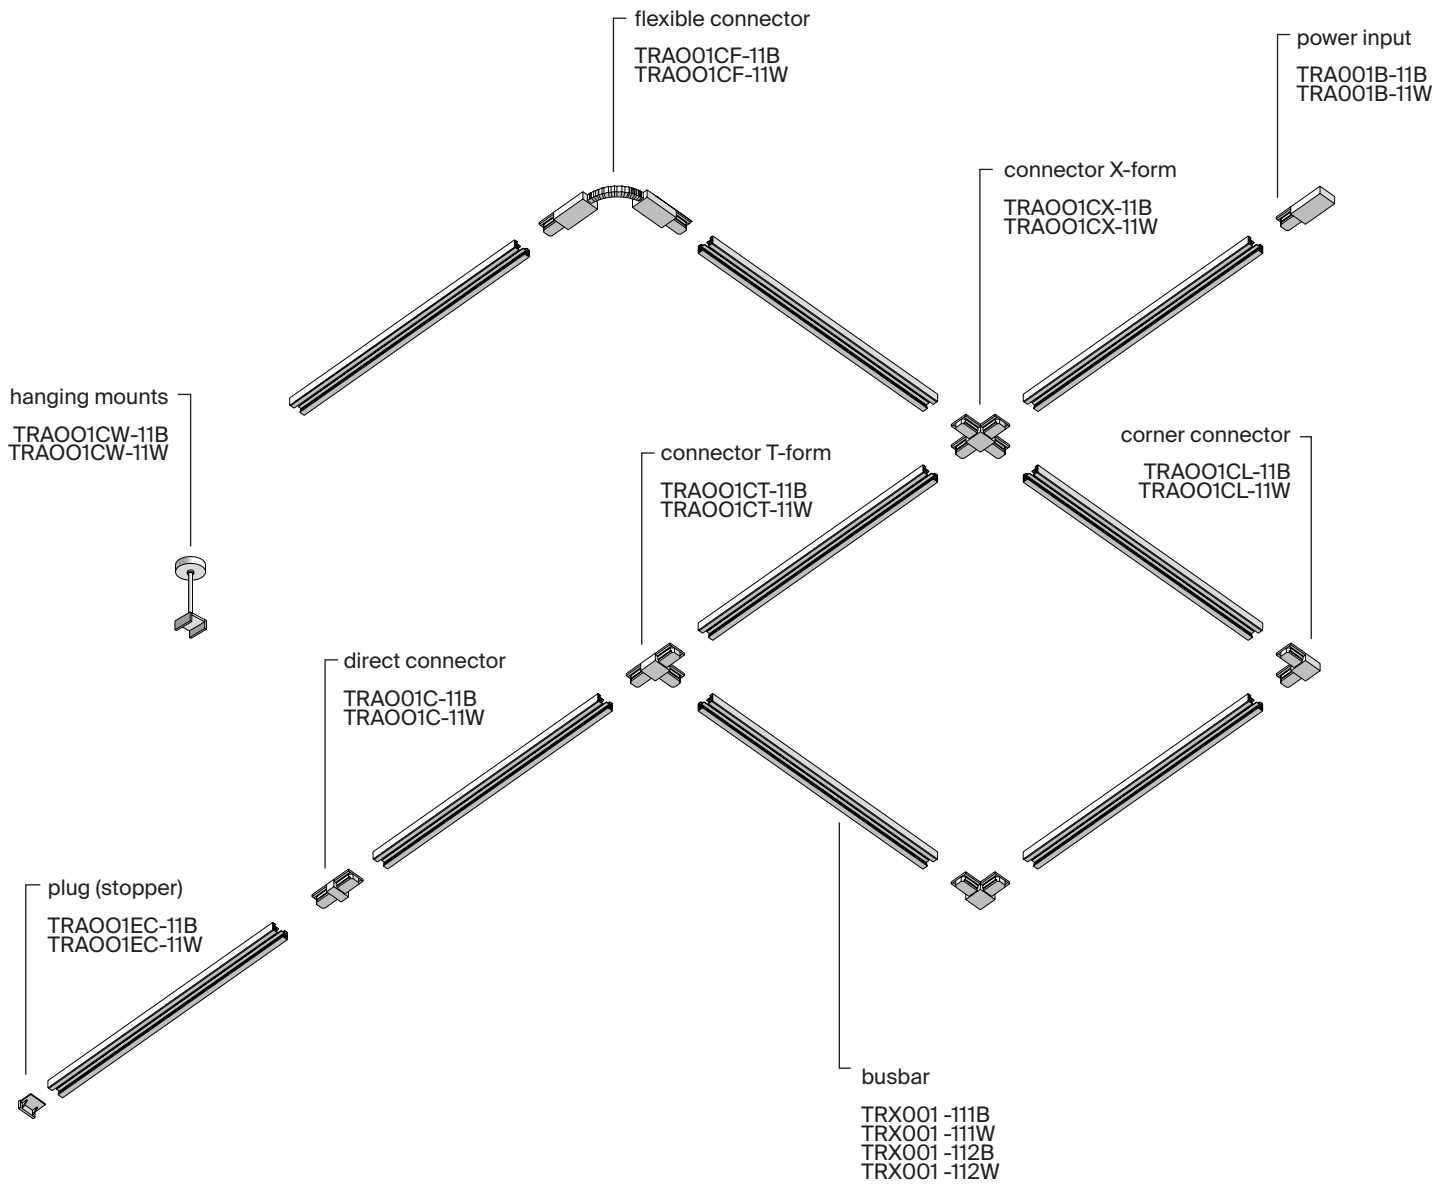 flexible connector
TRAO01CF-11B
TRAOO1CF-11W
power input
TRA001B-11B
TRA001B-11W
connector X-form
TRAOO1CX-11B
TRAOO1CX-11W
hanging mounts
TRAOO1CW-11B
TRAOO1CW-11W
connector T-form
TRAOO1CT-11B
TRAOO1CT-11W
corner connector
TRAOO1CL-11B
TRAOO1CL-11W
direct connector
TRAO01C-11B
TRAOO1C-11W
plug (stopper)
TRAOO1EC-11B
TRAOO1EC-11W
busbar
TRX001 -111B
TRX001 -111W
TRX001 -112B
TRX001 -112W